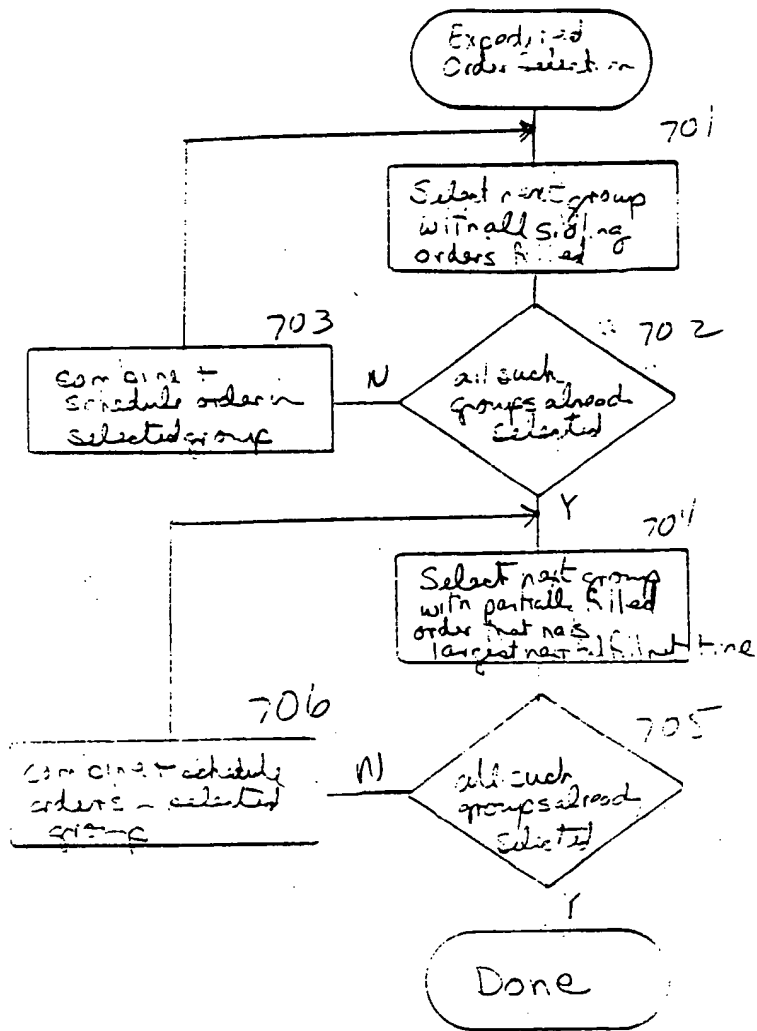 Expedited
Order Selection
701
Select next group
with all sibling
orders filled
702
all such
groups already
selected
N
703
combine +
schedule order in
selected group
Y
704
Select next group
with partially filled
order that has
largest next fulfillment time
705
all such
groups already
selected
N
706
combine + schedule
orders in selected
group
Y
Done